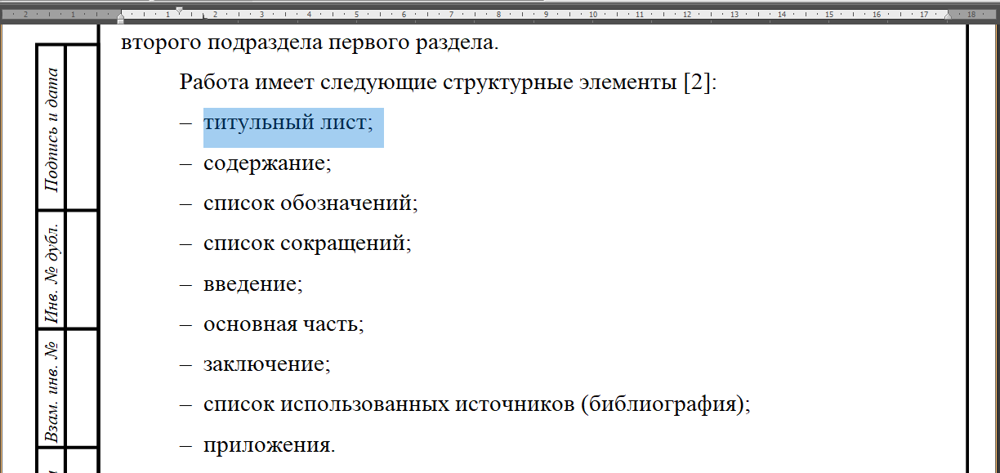 2 1 1 2 3 4 5 6 7 8 9 10 11 12 13 14 15 16 17 18
второго подраздела первого раздела.
Работа имеет следующие структурные элементы [2]:
– титульный лист;
– содержание;
– список обозначений;
– список сокращений;
– введение;
– основная часть;
– заключение;
– список использованных источников (библиография);
– приложения.
Подпись и дата
Инв. № дубл.
Взам. инв. №